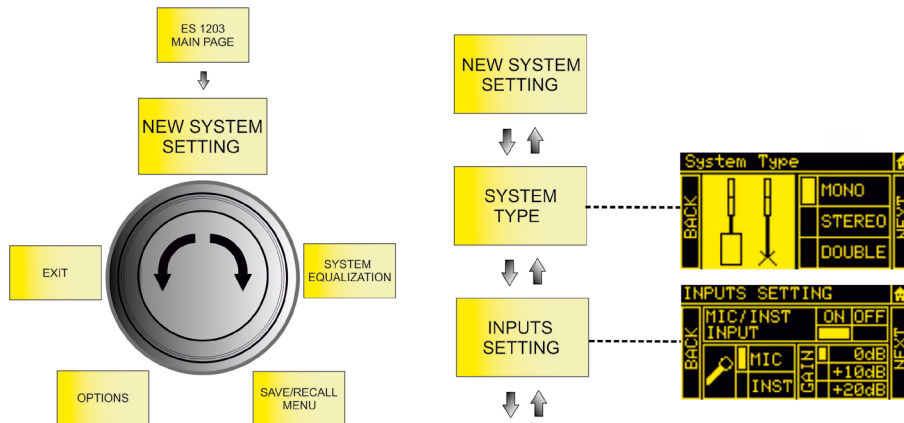 ES 1203
MAIN PAGE
NEW SYSTEM
SETTING
EXIT
SYSTEM
EQUALIZATION
OPTIONS
SAVE/RECALL
MENU
NEW SYSTEM
SETTING
SYSTEM
TYPE
INPUTS
SETTING
System Type
BACK
MONO
STEREO
DOUBLE
NEXT
INPUTS SETTING
BACK
MIC/INST
INPUT
ON OFF
MIC
INST
GAIN
0dB
+10dB
+20dB
NEXT